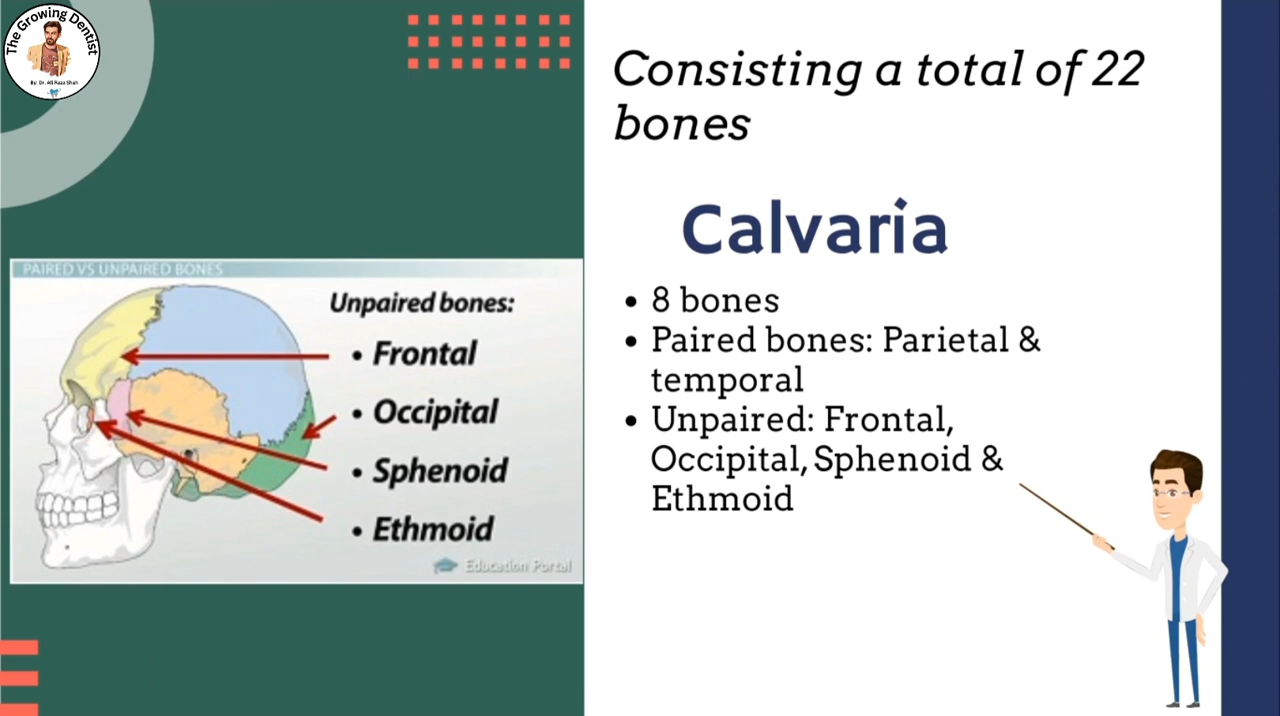 The Growing Dentist
By: Dr. Ali Raza Shah
Consisting a total of 22
bones
Calvaria
• 8 bones
• Paired bones: Parietal &
temporal
• Unpaired: Frontal,
Occipital, Sphenoid &
Ethmoid
PAIRED VS UNPAIRED BONES
Unpaired bones:
• Frontal
• Occipital
• Sphenoid
• Ethmoid
Education Portal